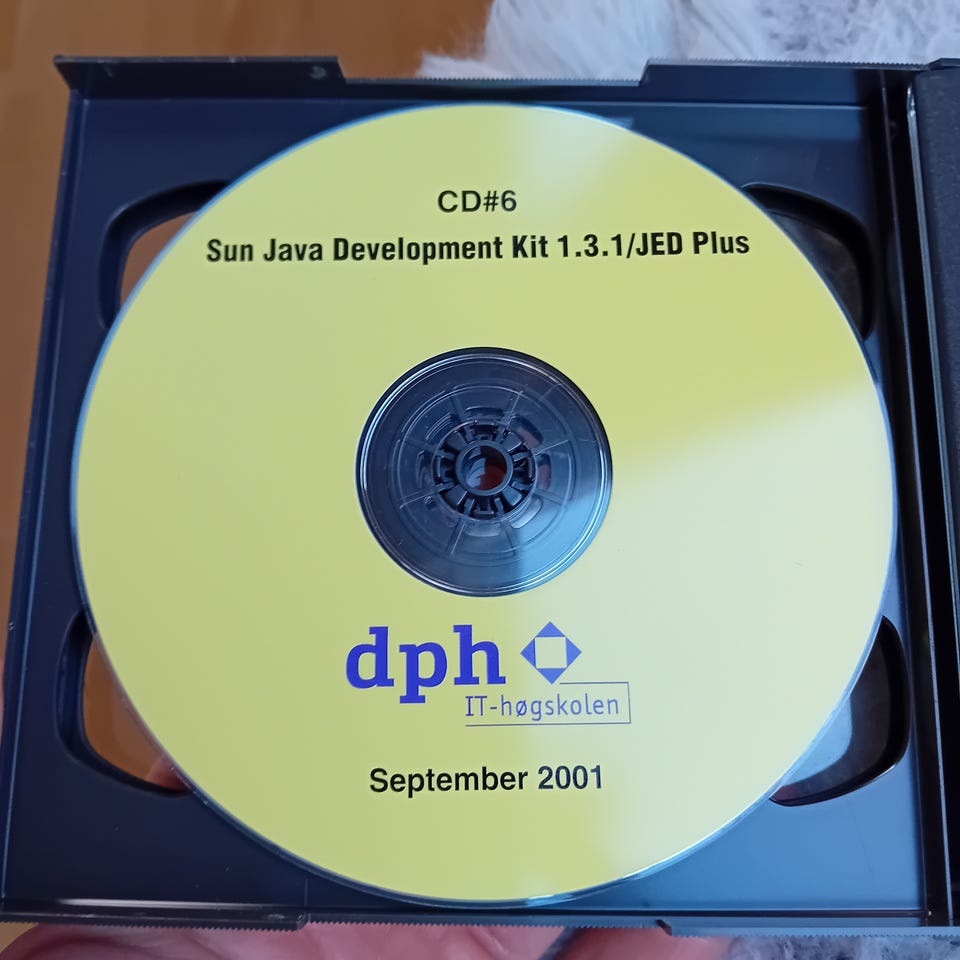 CD#6
Sun Java Development Kit 1.3.1/JED Plus
dph
IT-høgskolen
September 2001